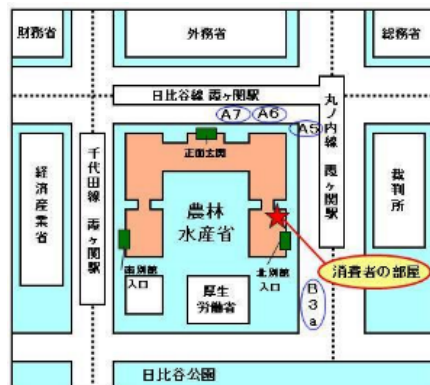 財務省
外務省
総務省
日比谷線 霞ヶ関駅
A7
A6
A5
丸ノ内線 霞ヶ関駅
正面玄関
経済産業省
千代田線 霞ヶ関駅
農林
水産省
裁判所
南別館
入口
北別館
入口
消費者の部屋
厚生
労働省
B3a
日比谷公園